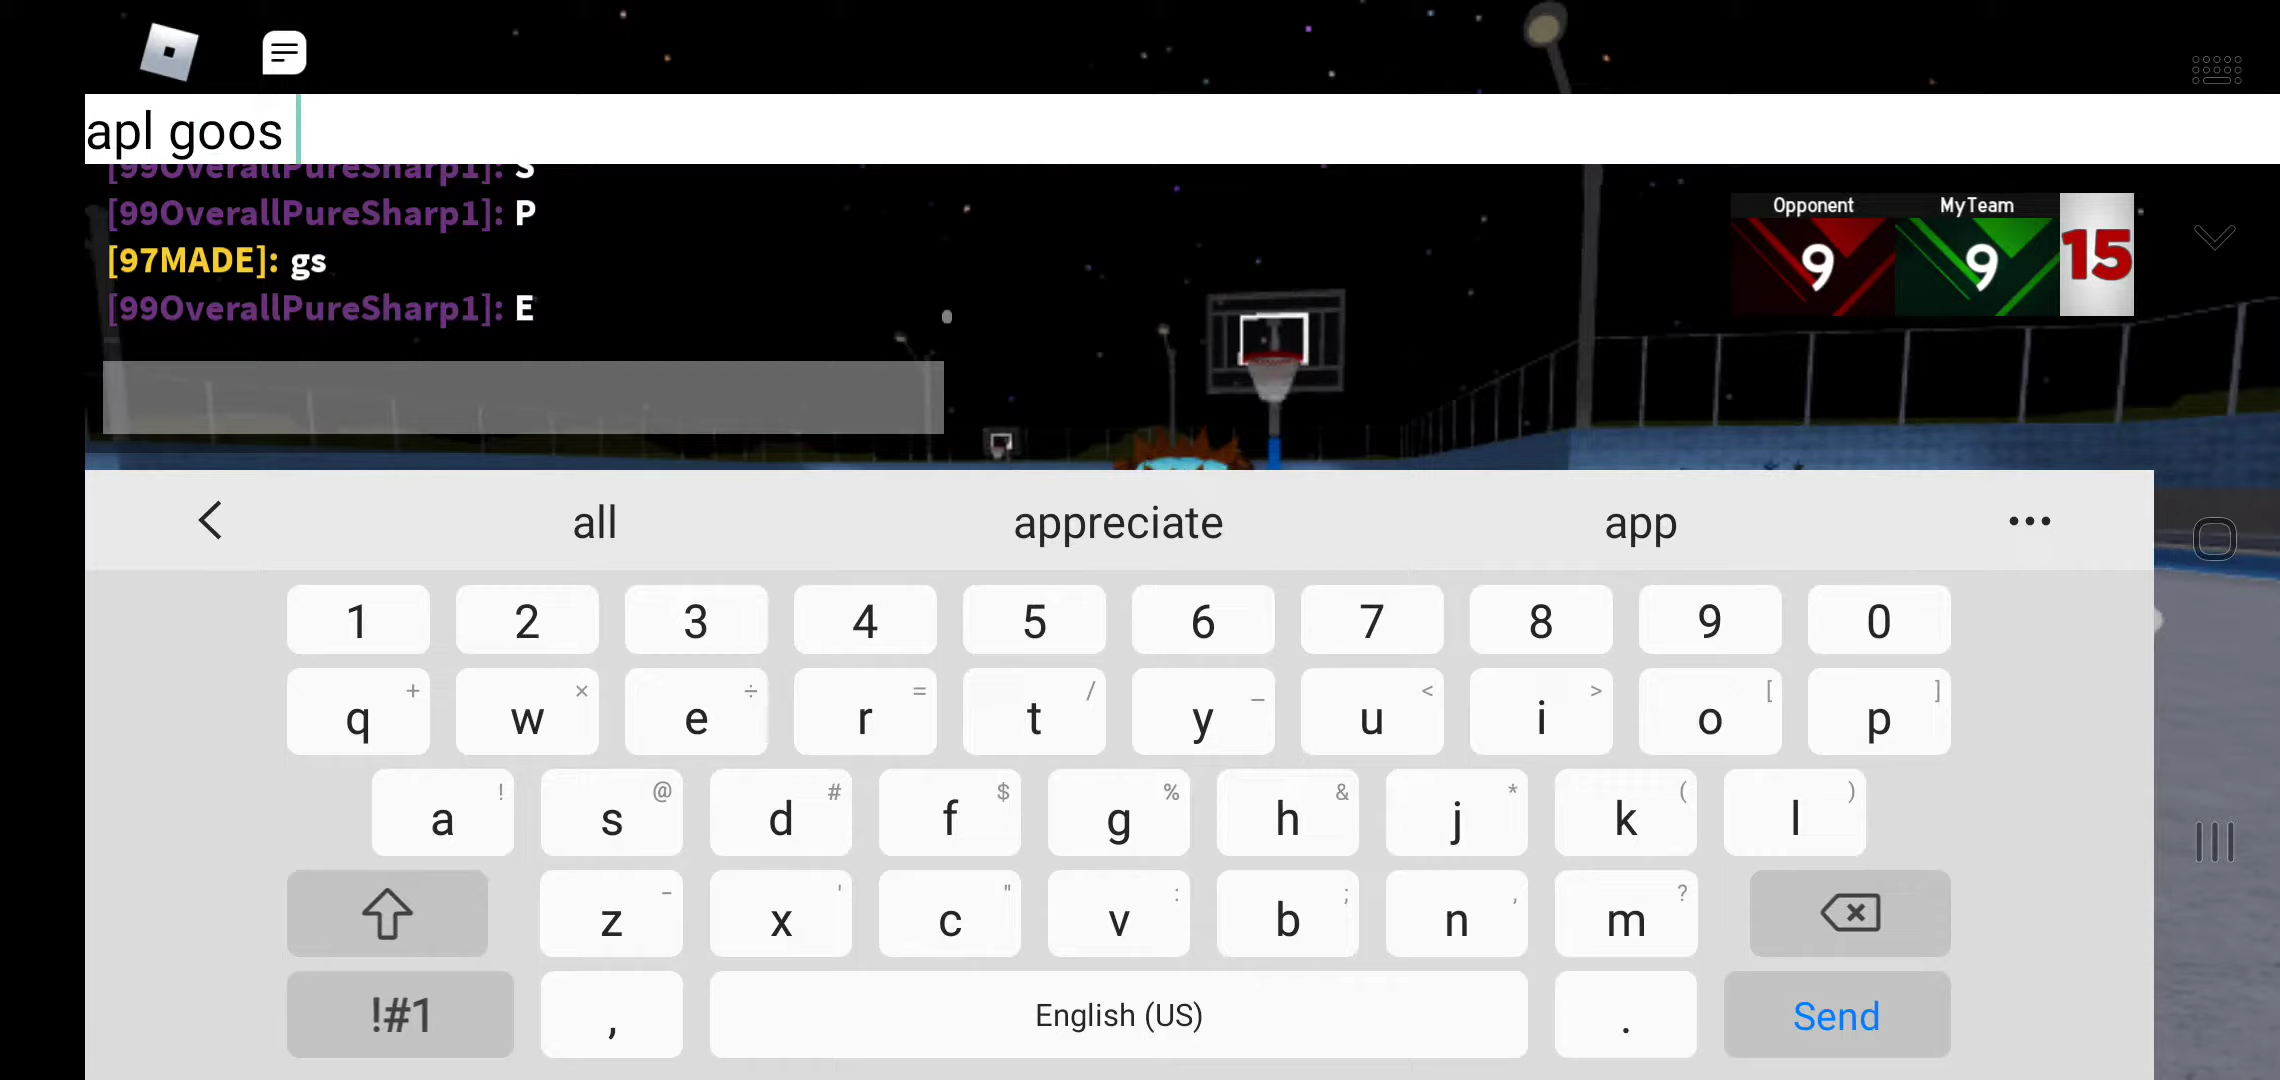 apl goos
[99OverallPureSharp1]: S
[99OverallPureSharp1]: P
[97MADE]: gs
[99OverallPureSharp1]: E
Opponent MyTeam
9 9 15
all appreciate app
1 2 3 4 5 6 7 8 9 0
+ × ÷ = / _ < > [ ]
q w e r t y u i o p
! @ # $ % & * ( )
a s d f g h j k l
- ' " : ; , ?
z x c v b n m
!#1 , English (US) . Send